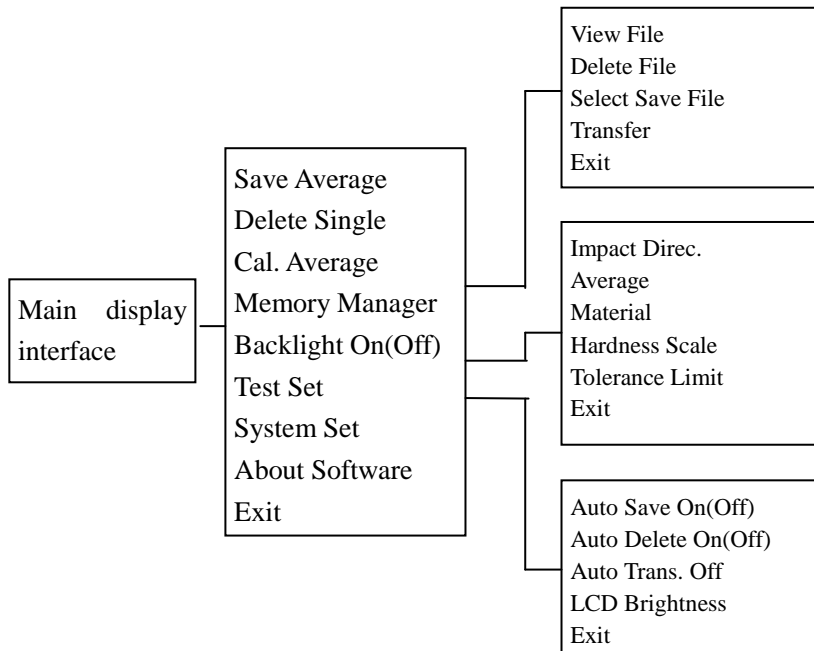 Main display
interface
Save Average
Delete Single
Cal. Average
Memory Manager
Backlight On(Off)
Test Set
System Set
About Software
Exit
View File
Delete File
Select Save File
Transfer
Exit
Impact Direc.
Average
Material
Hardness Scale
Tolerance Limit
Exit
Auto Save On(Off)
Auto Delete On(Off)
Auto Trans. Off
LCD Brightness
Exit